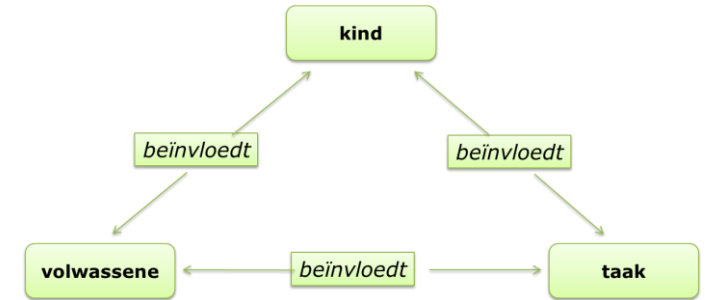 kind
beïnvloedt
beïnvloedt
volwassene
beïnvloedt
taak